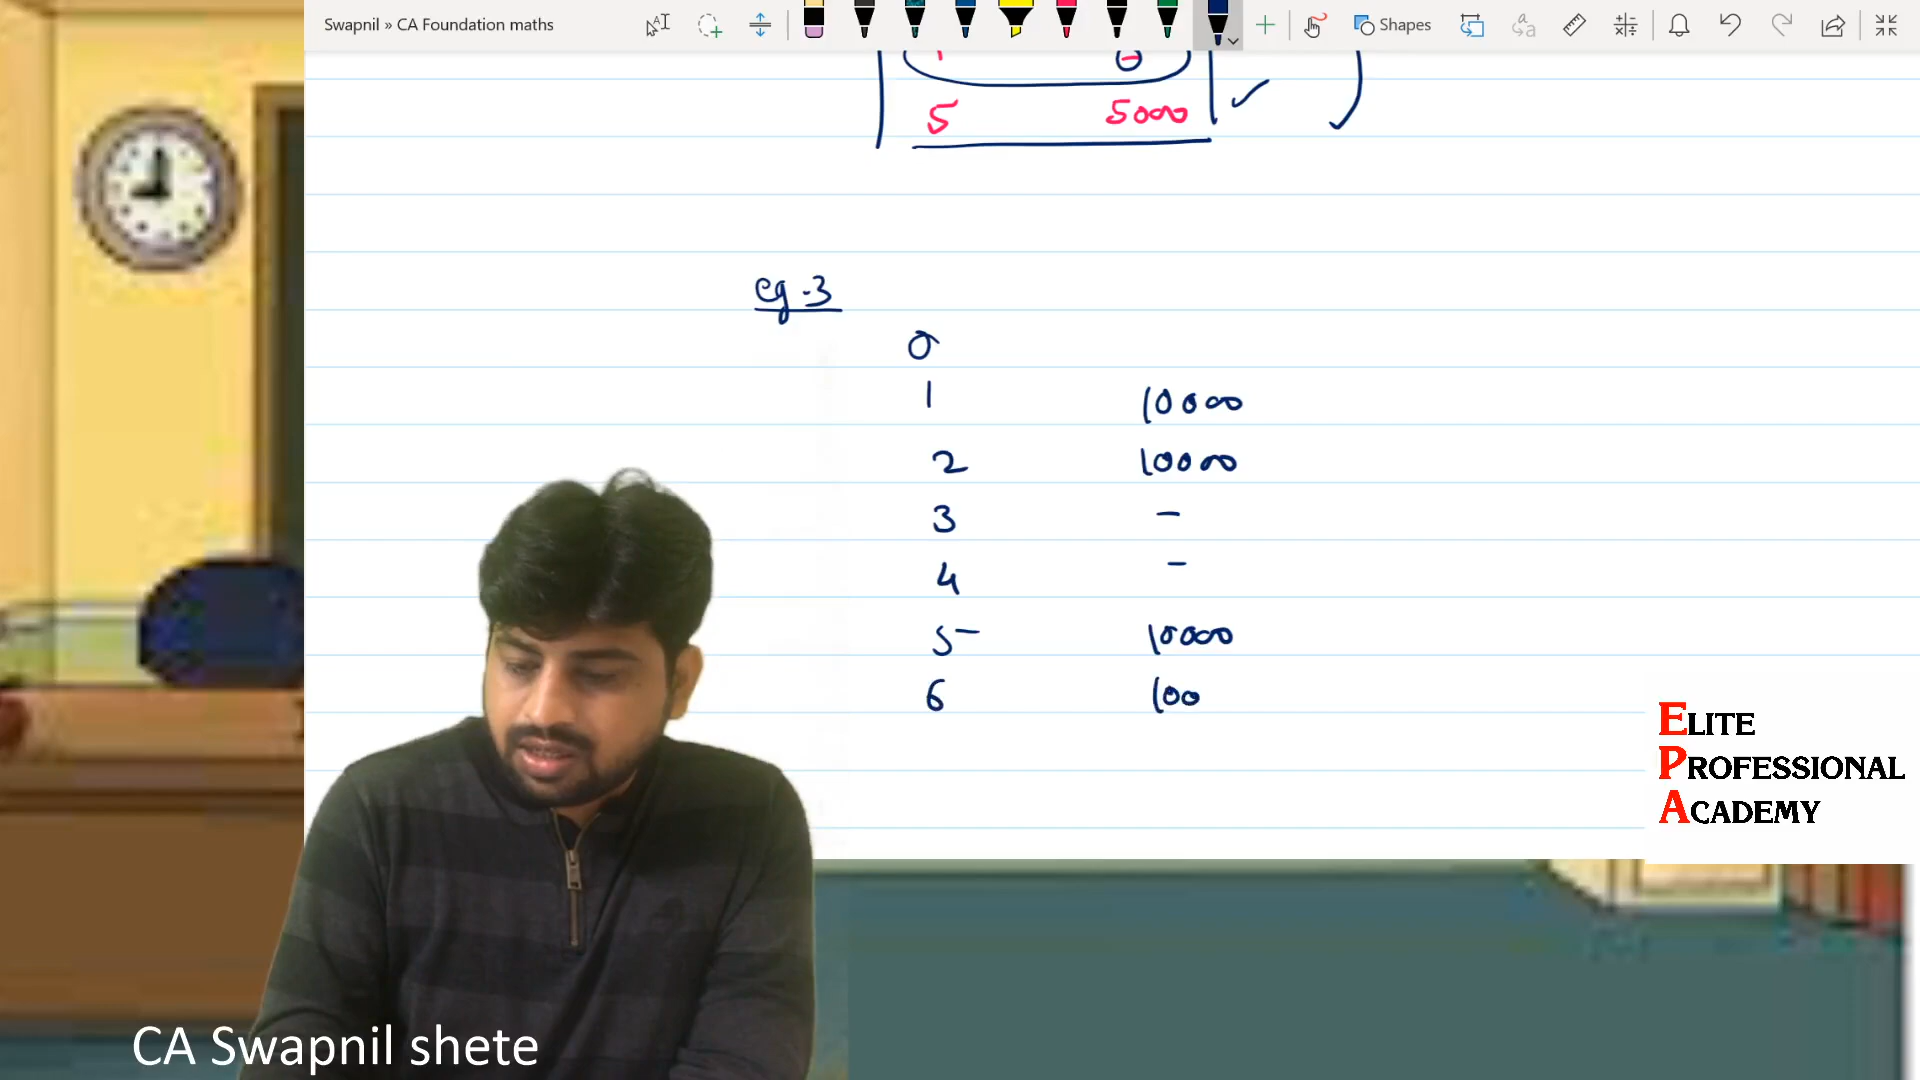 Swapnil » CA Foundation maths
Shapes
5 5000
eg-3
0
1 10000
2 10000
3 -
4 -
5 10000
6 100
ELITE
PROFESSIONAL
ACADEMY
CA Swapnil shete